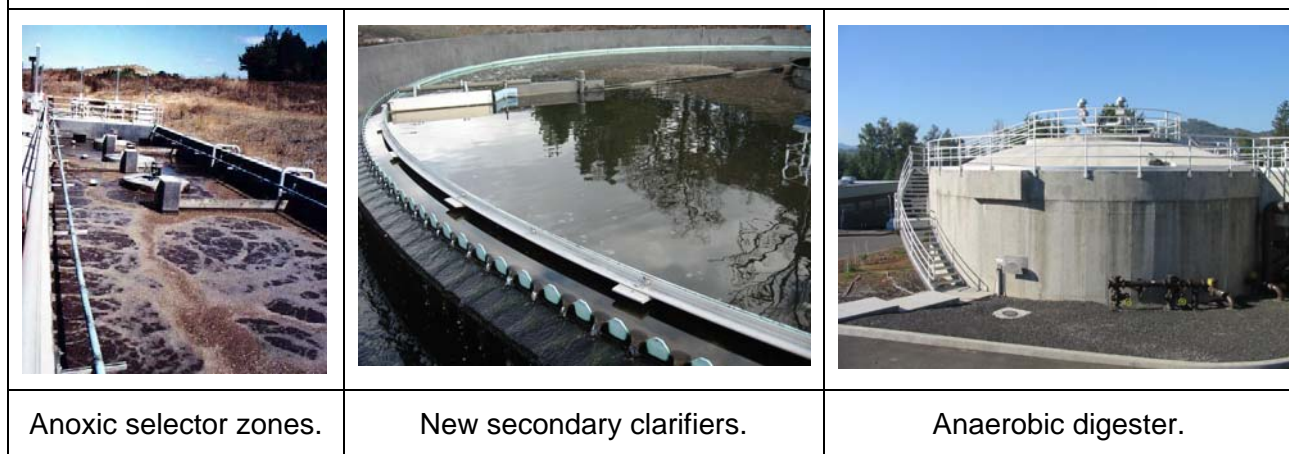 Anoxic selector zones.
New secondary clarifiers.
Anaerobic digester.